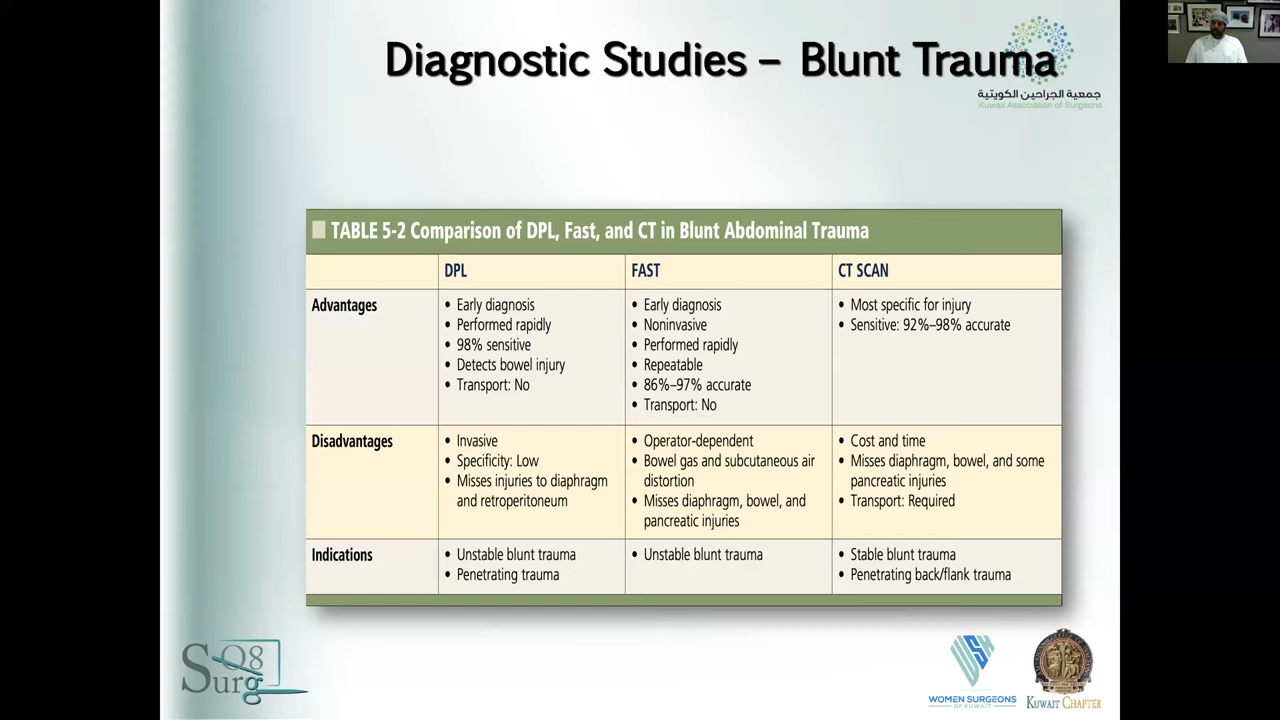 Diagnostic Studies – Blunt Trauma
جمعية الجراحين الكويتية
Kuwait Association of Surgeons
TABLE 5-2 Comparison of DPL, Fast, and CT in Blunt Abdominal Trauma
DPL
FAST
CT SCAN
Advantages
• Early diagnosis
• Performed rapidly
• 98% sensitive
• Detects bowel injury
• Transport: No
• Early diagnosis
• Noninvasive
• Performed rapidly
• Repeatable
• 86%–97% accurate
• Transport: No
• Most specific for injury
• Sensitive: 92%–98% accurate
Disadvantages
• Invasive
• Specificity: Low
• Misses injuries to diaphragm
and retroperitoneum
• Operator-dependent
• Bowel gas and subcutaneous air
distortion
• Misses diaphragm, bowel, and
pancreatic injuries
• Cost and time
• Misses diaphragm, bowel, and some
pancreatic injuries
• Transport: Required
Indications
• Unstable blunt trauma
• Penetrating trauma
• Unstable blunt trauma
• Stable blunt trauma
• Penetrating back/flank trauma
Q8
Surg
WOMEN SURGEONS
OF KUWAIT
KUWAIT CHAPTER